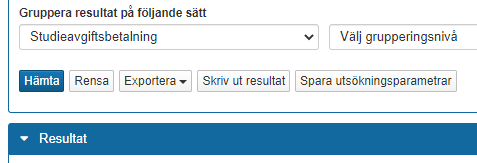 Gruppera resultat på följande sätt
Studieavgiftsbetalning Välj grupperingsnivå
Hämta Rensa Exportera Skriv ut resultat Spara utsökningsparametrar
Resultat